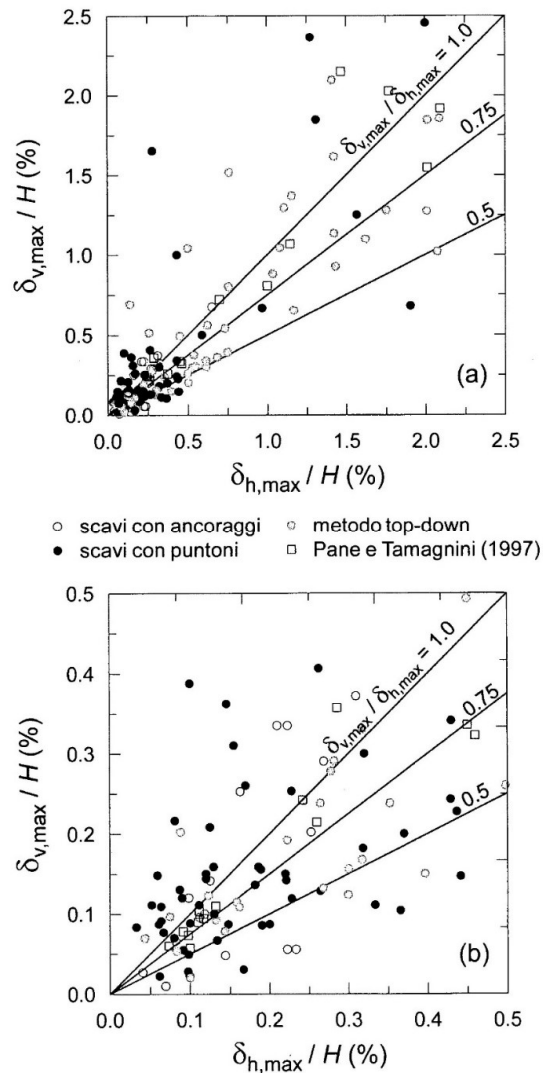 2.5
2.0
1.5
1.0
0.5
0.0
δv,max / H (%)
δv,max / δh,max = 1.0
0.75
0.5
(a)
0.0 0.5 1.0 1.5 2.0 2.5
δh,max / H (%)
○ scavi con ancoraggi
○ metodo top-down
● scavi con puntoni
□ Pane e Tamagnini (1997)
0.5
0.4
0.3
0.2
0.1
0.0
δv,max / H (%)
δv,max / δh,max = 1.0
0.75
0.5
(b)
0.0 0.1 0.2 0.3 0.4 0.5
δh,max / H (%)